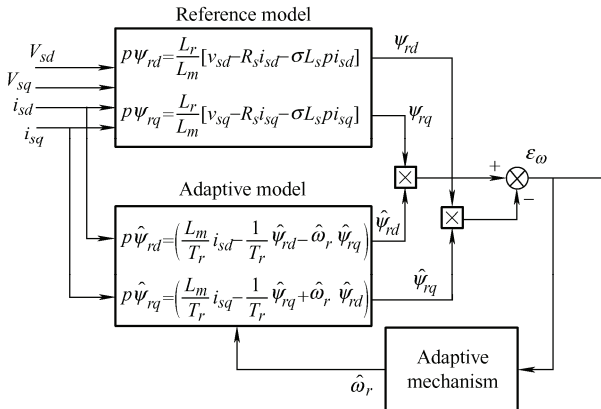 Reference model
V_sd
V_sq
i_sd
i_sq
pψ_rd=L_r/L_m[v_sd−R_s i_sd−σL_s pi_sd]
pψ_rq=L_r/L_m[v_sq−R_s i_sq−σL_s pi_sq]
ψ_rd
ψ_rq
×
+
⊗
ε_ω
−
×
Adaptive model
pψ̂_rd=(L_m/T_r i_sd−1/T_r ψ̂_rd−ω̂_r ψ̂_rq)
pψ̂_rq=(L_m/T_r i_sq−1/T_r ψ̂_rq+ω̂_r ψ̂_rd)
ψ̂_rd
ψ̂_rq
ω̂_r
Adaptive
mechanism